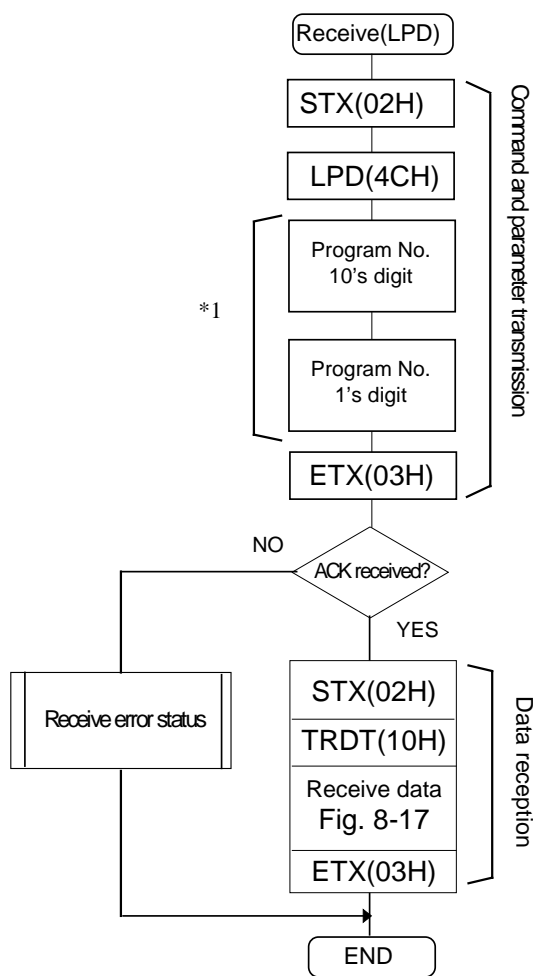 Receive(LPD)
STX(02H)
LPD(4CH)
Program No.
10's digit
*1
Program No.
1's digit
ETX(03H)
Command and parameter transmission
ACK received?
NO
YES
Receive error status
STX(02H)
TRDT(10H)
Receive data
Fig. 8-17
ETX(03H)
Data reception
END